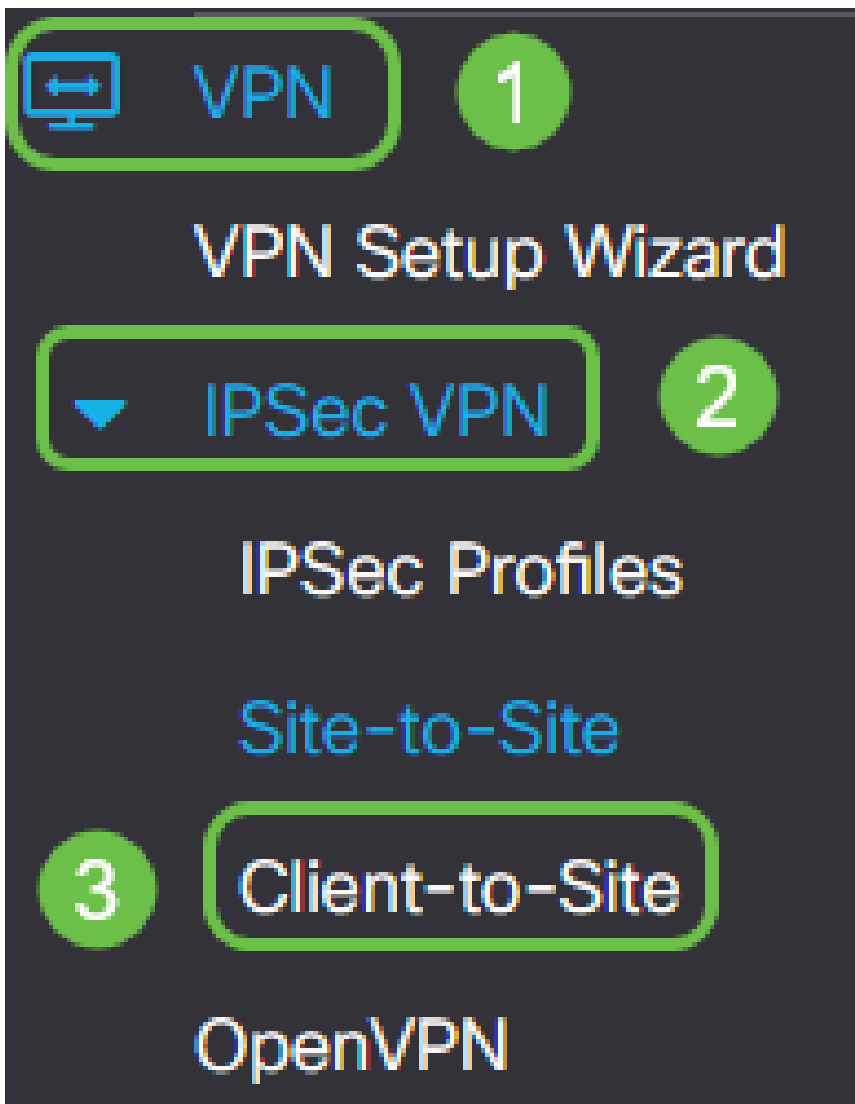 VPN 1
VPN Setup Wizard
IPSec VPN 2
IPSec Profiles
Site-to-Site
3 Client-to-Site
OpenVPN